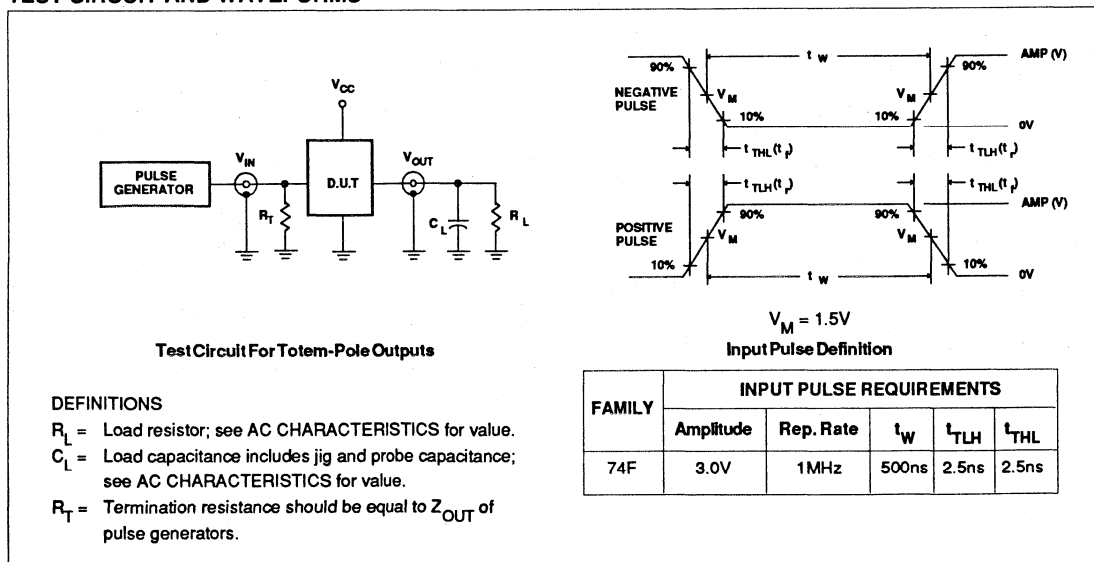 TEST CIRCUIT AND WAVEFORMS
V_CC
PULSE
GENERATOR
V_IN
R_T
D.U.T
V_OUT
C_L
R_L
Test Circuit For Totem-Pole Outputs
DEFINITIONS
R_L = Load resistor; see AC CHARACTERISTICS for value.
C_L = Load capacitance includes jig and probe capacitance;
see AC CHARACTERISTICS for value.
R_T = Termination resistance should be equal to Z_OUT of
pulse generators.
t_W AMP (V)
90% 90%
NEGATIVE
PULSE
V_M V_M
10% 10%
0V
t_THL(t_f) t_TLH(t_r)
t_TLH(t_r) t_THL(t_f)
AMP (V)
90% 90%
POSITIVE
PULSE
V_M V_M
10% 10%
t_W 0V
V_M = 1.5V
Input Pulse Definition
FAMILY INPUT PULSE REQUIREMENTS
Amplitude Rep. Rate t_W t_TLH t_THL
74F 3.0V 1MHz 500ns 2.5ns 2.5ns